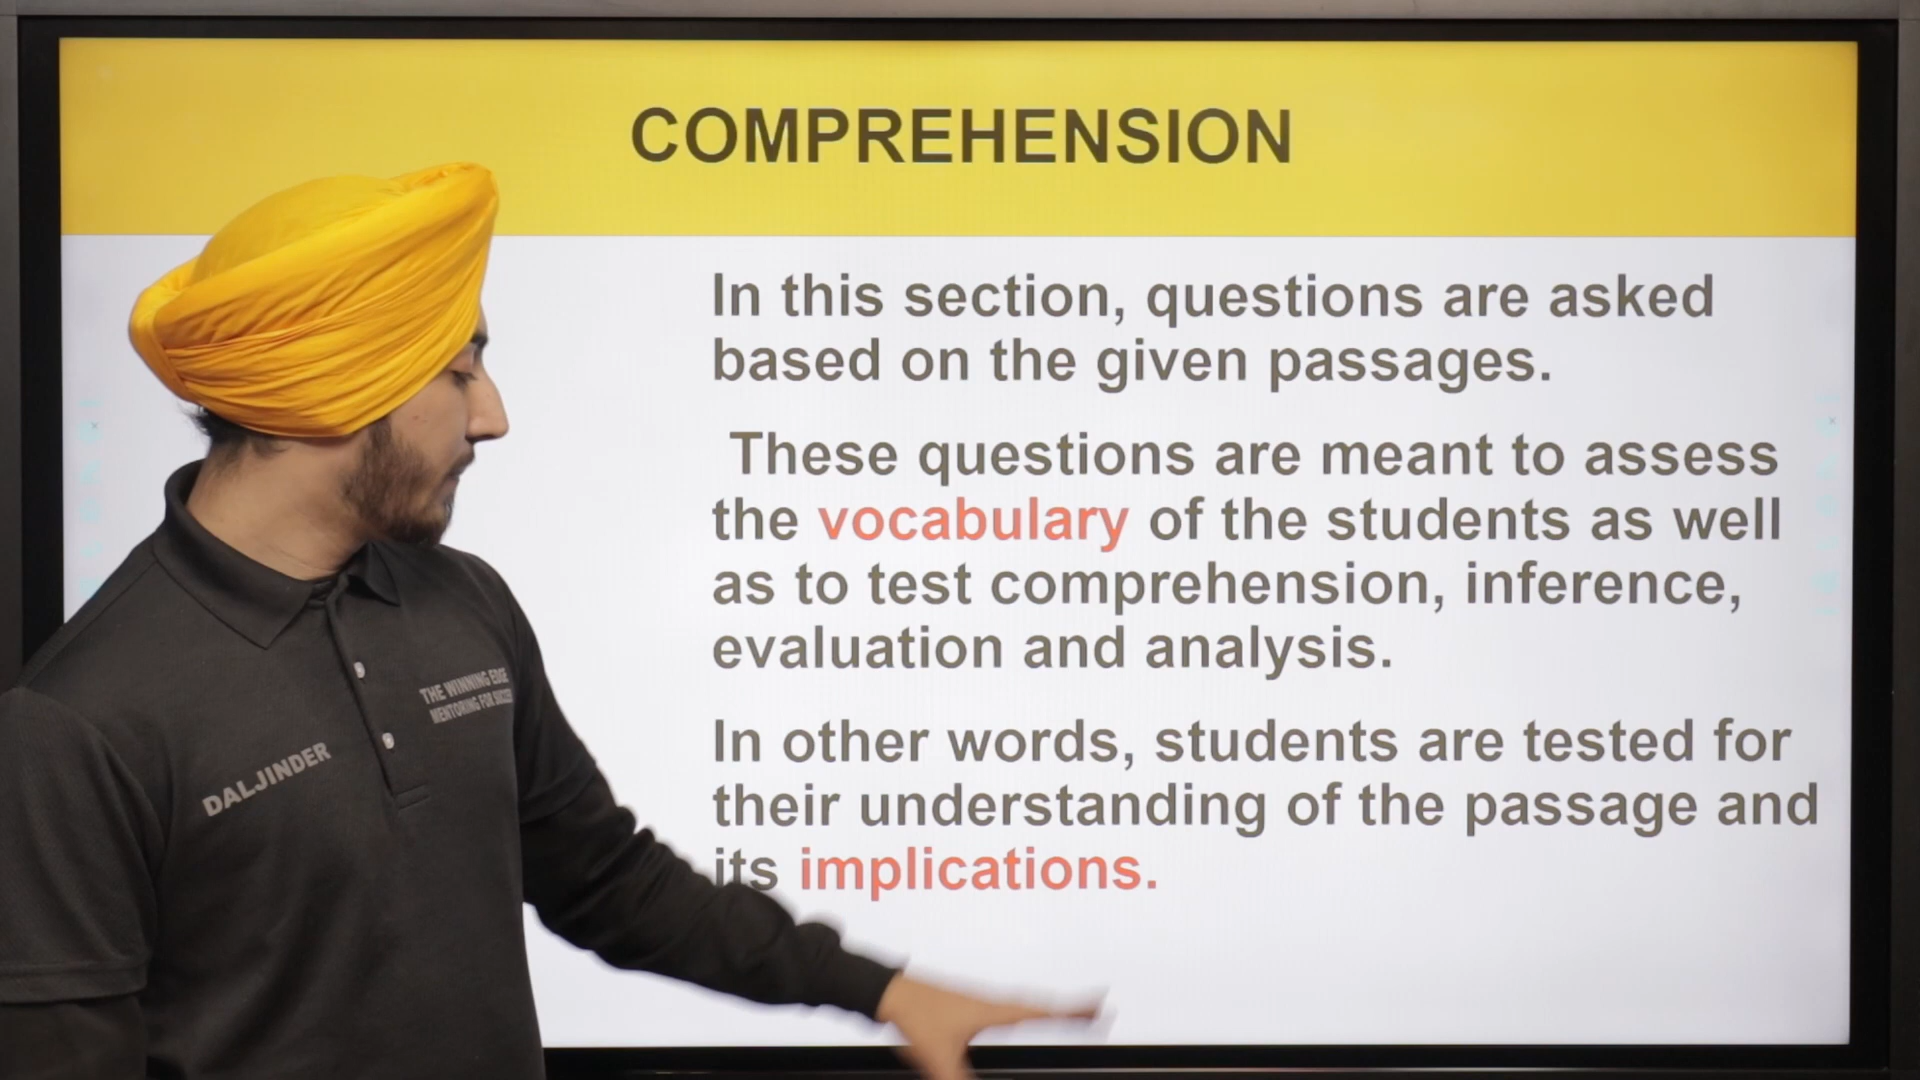 COMPREHENSION
In this section, questions are asked
based on the given passages.
These questions are meant to assess
the vocabulary of the students as well
as to test comprehension, inference,
evaluation and analysis.
In other words, students are tested for
their understanding of the passage and
its implications.
THE WINNING EDGE
MENTORING FOR
DALJINDER